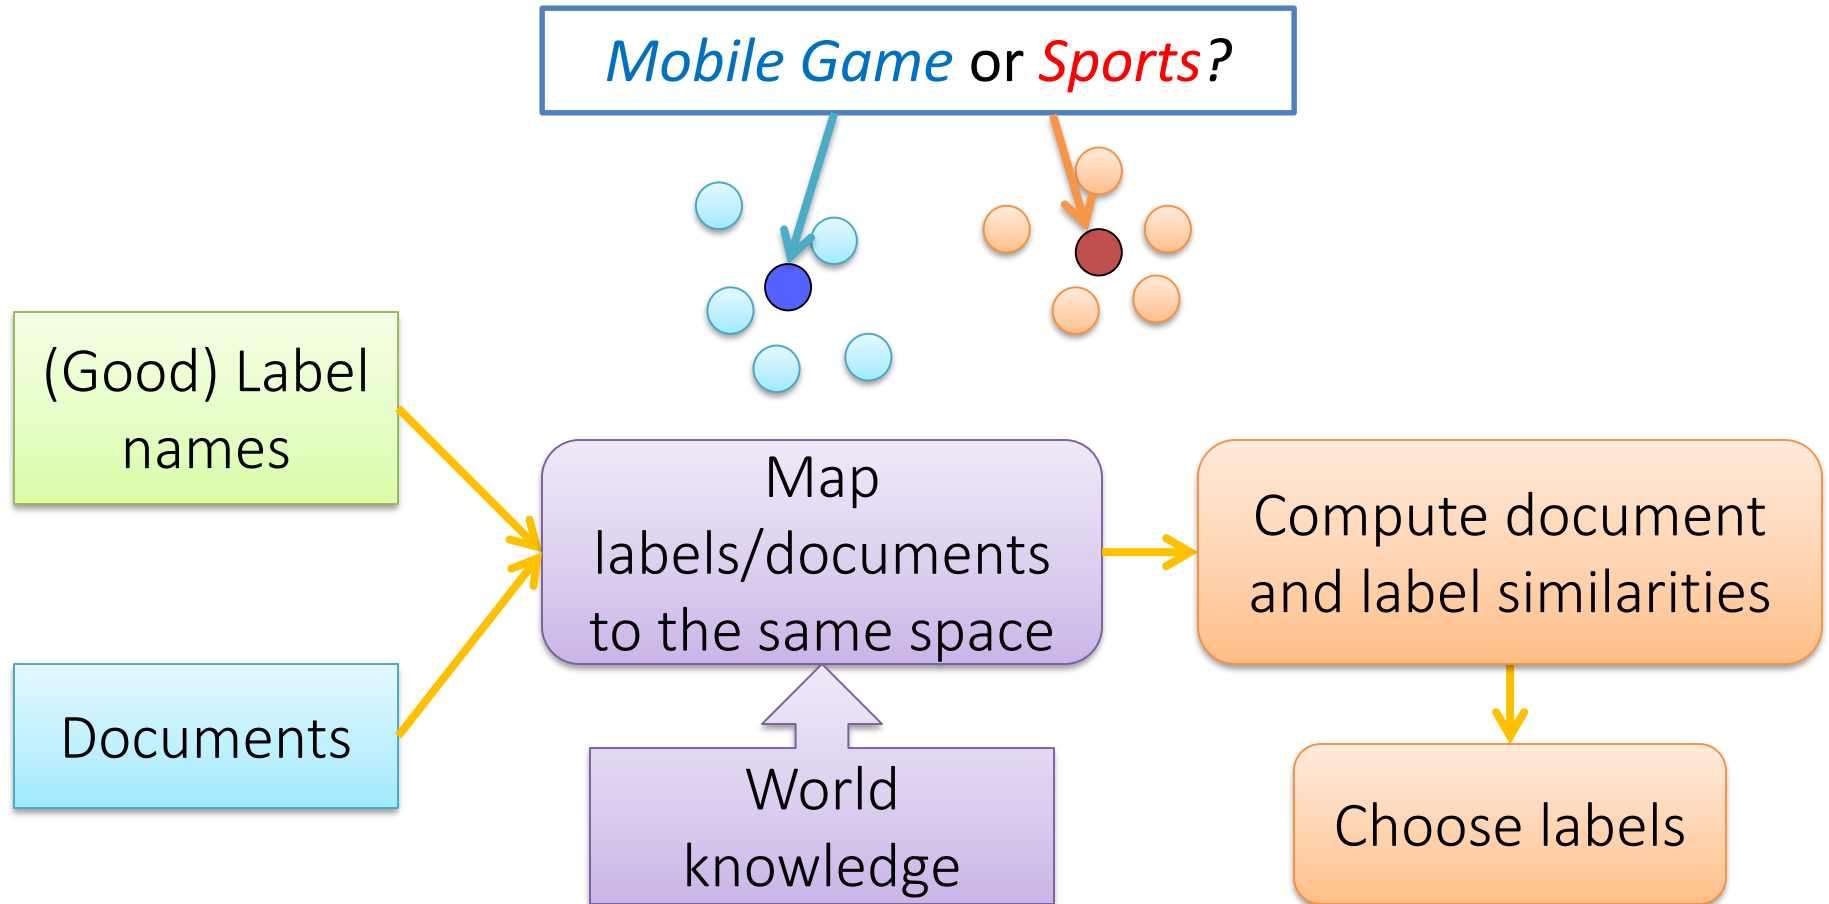 Mobile Game or Sports?
(Good) Label
names
Documents
Map
labels/documents
to the same space
World
knowledge
Compute document
and label similarities
Choose labels